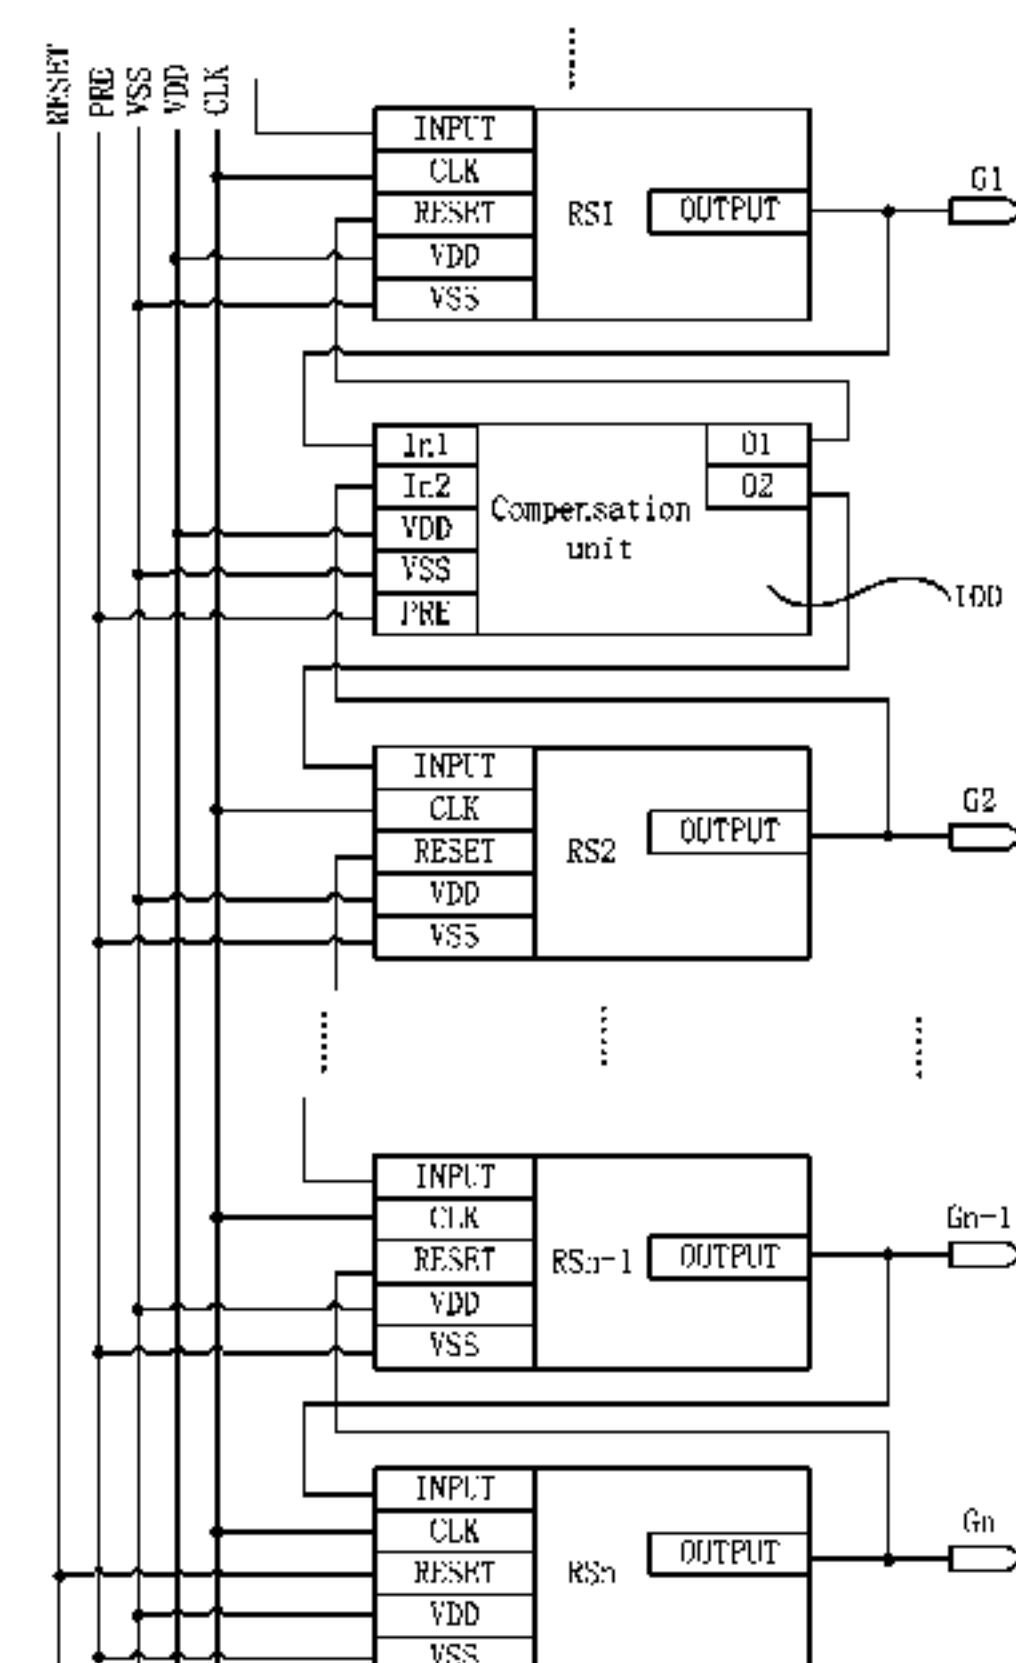 RESET
PRE
VSS
VDD
CLK
INPUT
CLK
RESET
VDD
VSS
RS1
OUTPUT
G1
In1
In2
VDD
VSS
PRE
Compensation
unit
O1
O2
100
INPUT
CLK
RESET
VDD
VSS
RS2
OUTPUT
G2
INPUT
CLK
RESET
VDD
VSS
RSn-1
OUTPUT
Gn-1
INPUT
CLK
RESET
VDD
VSS
RSn
OUTPUT
Gn